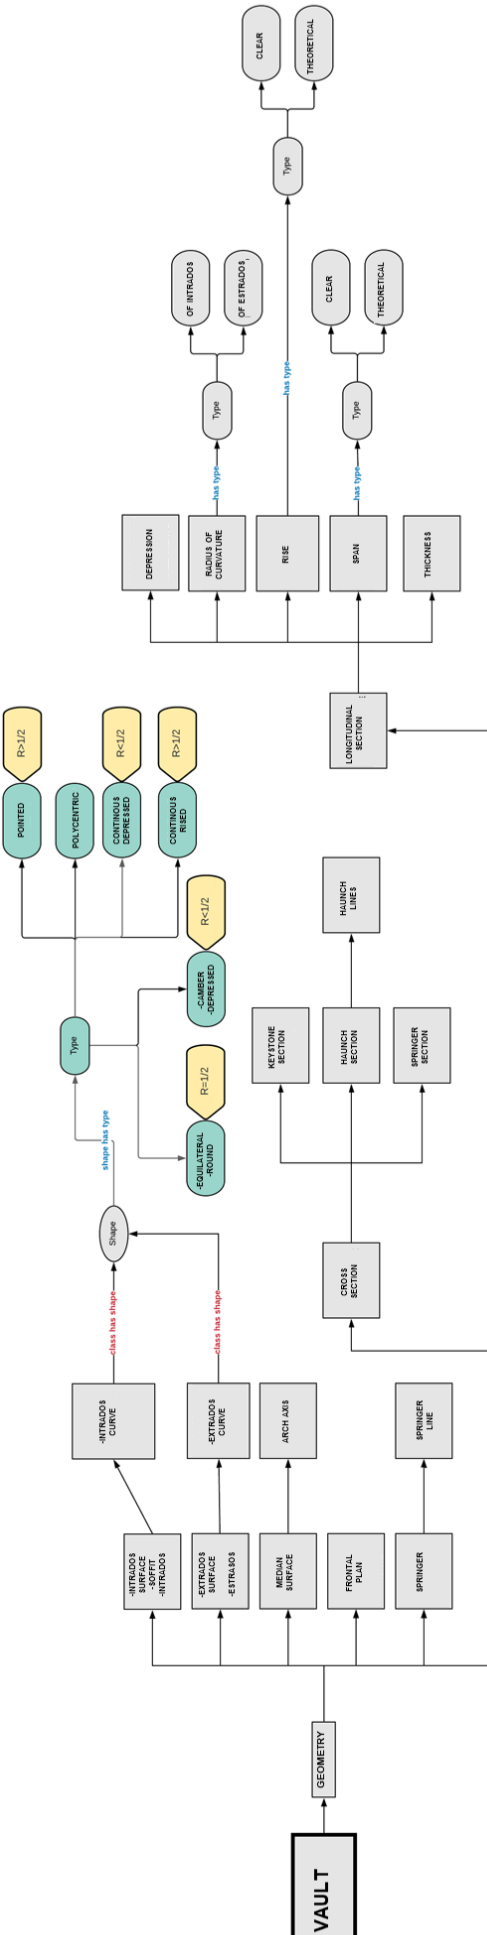 CLEAR
THEORETICAL
Type
OF INTRADOS
OF ESTRADOS,
CLEAR
THEORETICAL
has type
Type
Type
has type
has type
DEPRESSION
RADIUS OF
CURVATURE
RISE
SPAN
THICKNESS
LONGITUDINAL
SECTION
R>1/2
R<1/2
R>1/2
POINTED
POLYCENTRIC
CONTINOUS
DEPRESSED
CONTINOUS
RISED
R<1/2
-CAMBER
-DEPRESSED
Type
R=1/2
-EQUILATERAL
-ROUND
shape has type
Shape
HAUNCH
LINES
KEYSTONE
SECTION
HAUNCH
SECTION
SPRINGER
SECTION
CROSS
SECTION
class has shape
class has shape
-INTRADOS
CURVE
-EXTRADOS
CURVE
ARCH AXIS
SPRINGER
LINE
-INTRADOS
SURFACE
-SOFFIT
-INTRADOS
-EXTRADOS
SURFACE
-ESTRASOS
MEDIAN
SURFACE
FRONTAL
PLAN
SPRINGER
GEOMETRY
VAULT